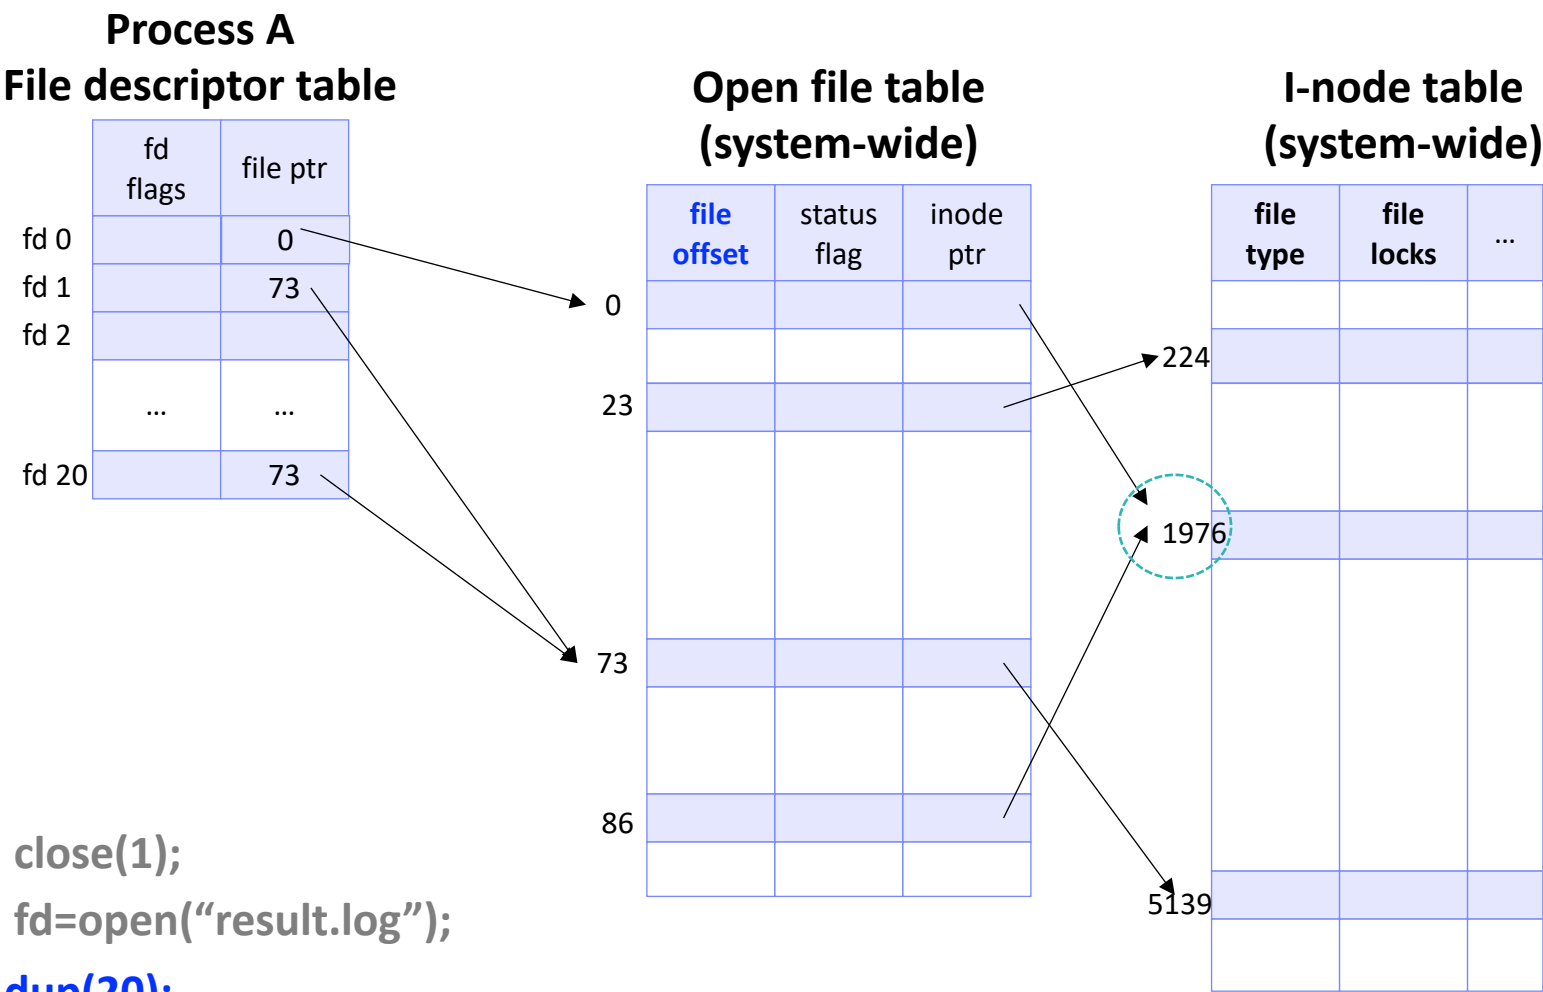 Process A
File descriptor table
fd flags file ptr
fd 0 0
fd 1 73
fd 2
... ...
fd 20 73
Open file table
(system-wide)
file offset status flag inode ptr
0
23
73
86
I-node table
(system-wide)
file type file locks ...
224
1976
5139
close(1);
fd=open(“result.log”);
dup(20);